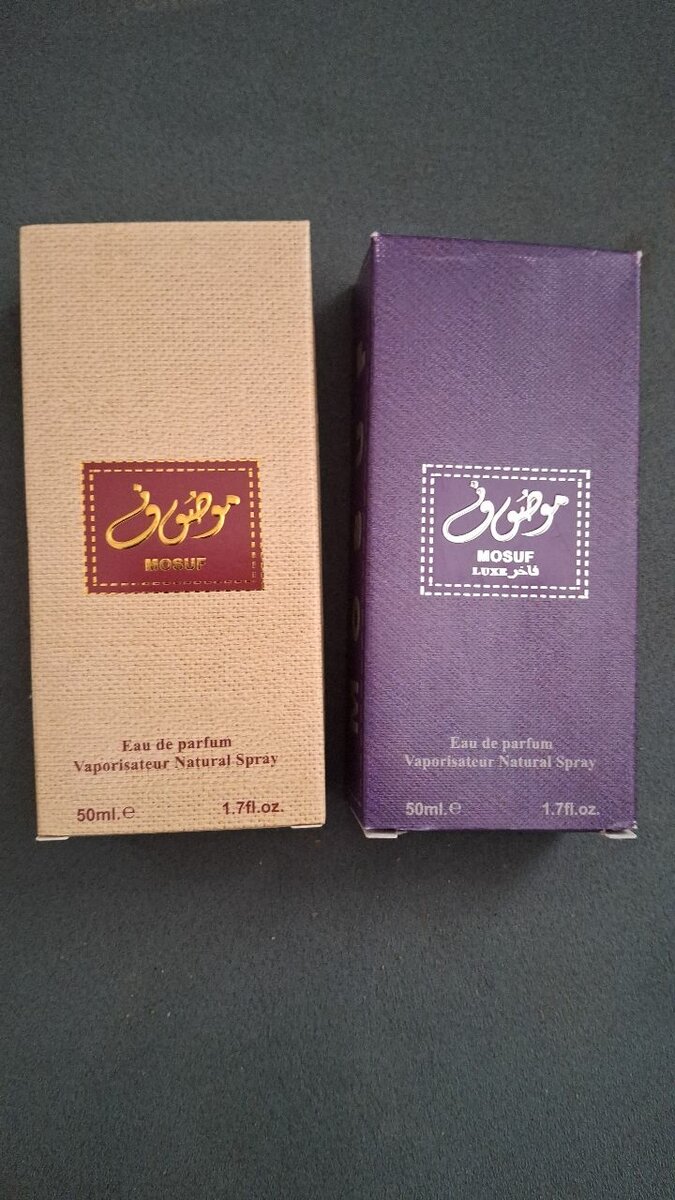 موصوف
MOSUF
Eau de parfum
Vaporisateur Natural Spray
50ml.℮ 1.7fl.oz.
موصوف
MOSUF
LUXE فاخر
Eau de parfum
Vaporisateur Natural Spray
50ml.℮ 1.7fl.oz.